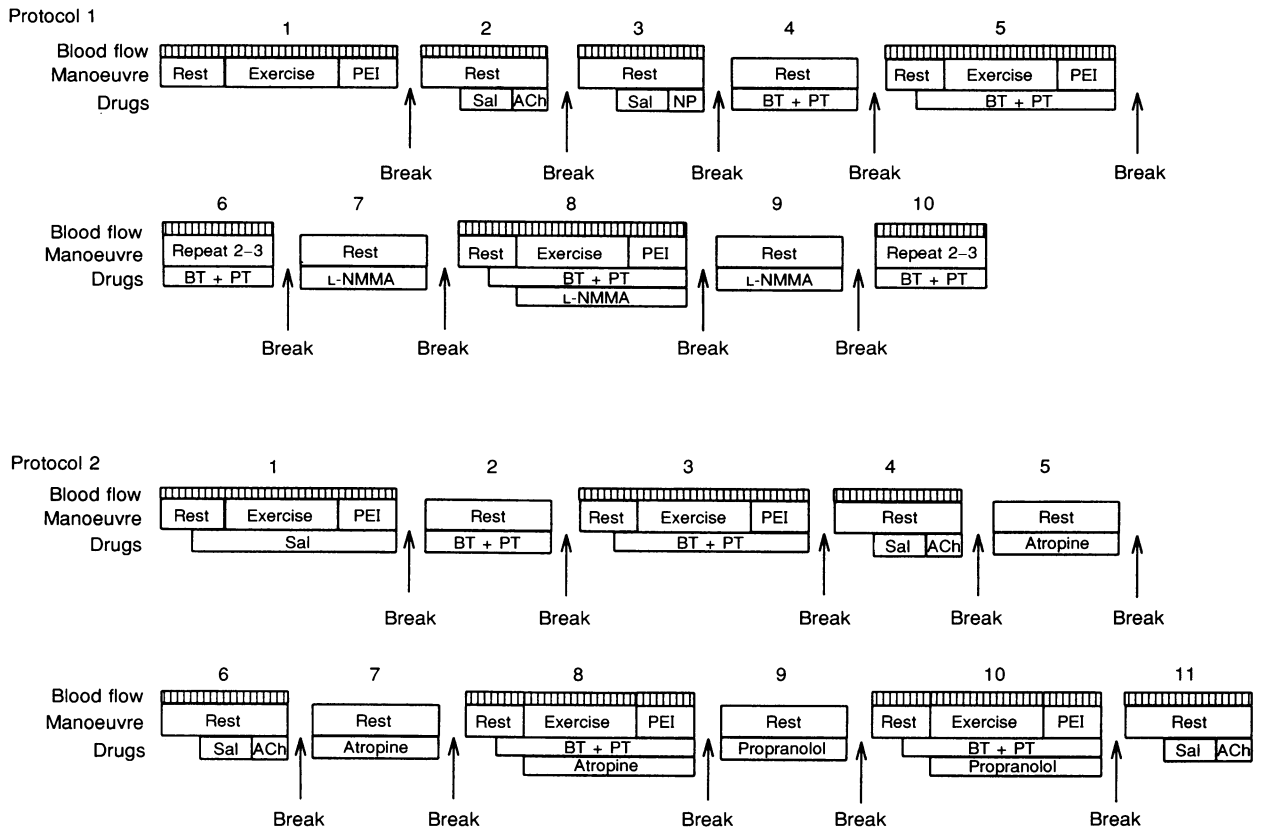 Protocol 1
1 2 3 4 5
Blood flow
Manoeuvre Rest Exercise PEI Rest Rest Rest Rest Exercise PEI
Drugs Sal ACh Sal NP BT + PT BT + PT
Break Break Break Break Break
6 7 8 9 10
Blood flow
Manoeuvre Repeat 2–3 Rest Rest Exercise PEI Rest Repeat 2–3
Drugs BT + PT L-NMMA BT + PT L-NMMA BT + PT
L-NMMA
Break Break Break Break
Protocol 2
1 2 3 4 5
Blood flow
Manoeuvre Rest Exercise PEI Rest Rest Exercise PEI Rest Rest
Drugs Sal BT + PT BT + PT Sal ACh Atropine
Break Break Break Break Break
6 7 8 9 10 11
Blood flow
Manoeuvre Rest Rest Rest Exercise PEI Rest Rest Exercise PEI Rest
Drugs Sal ACh Atropine BT + PT Propranolol BT + PT Sal ACh
Atropine Propranolol
Break Break Break Break Break